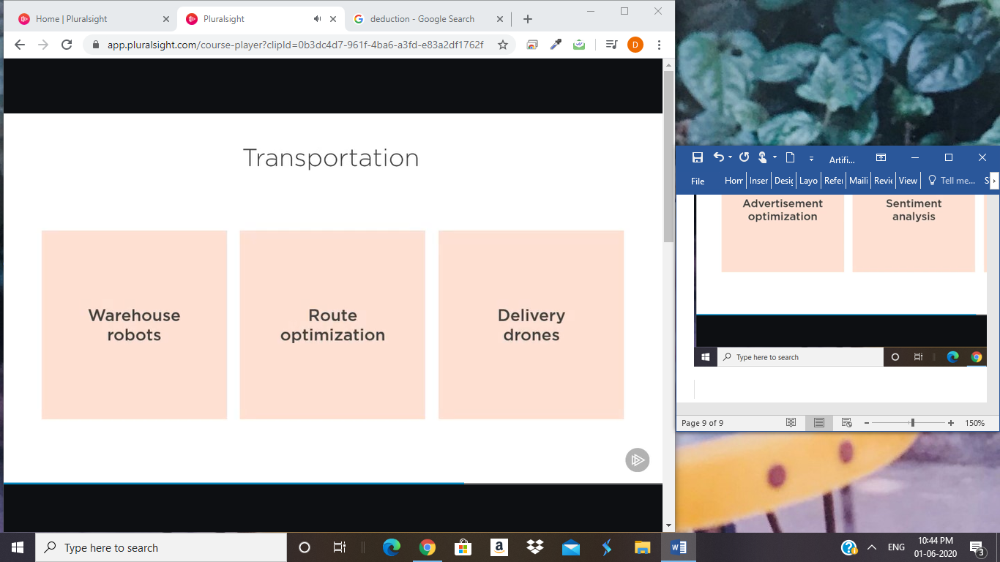 Home | Pluralsight
Pluralsight
deduction - Google Search
app.pluralsight.com/course-player?clipId=0b3dc4d7-961f-4ba6-a3fd-e83a2df1762f
D
Transportation
Warehouse
robots
Route
optimization
Delivery
drones
Artifi...
File
Hom
Inser
Desig
Layo
Refer
Maili
Revie
View
Tell me...
S
Advertisement
optimization
Sentiment
analysis
Type here to search
Page 9 of 9
150%
Type here to search
ENG
10:44 PM
01-06-2020
3